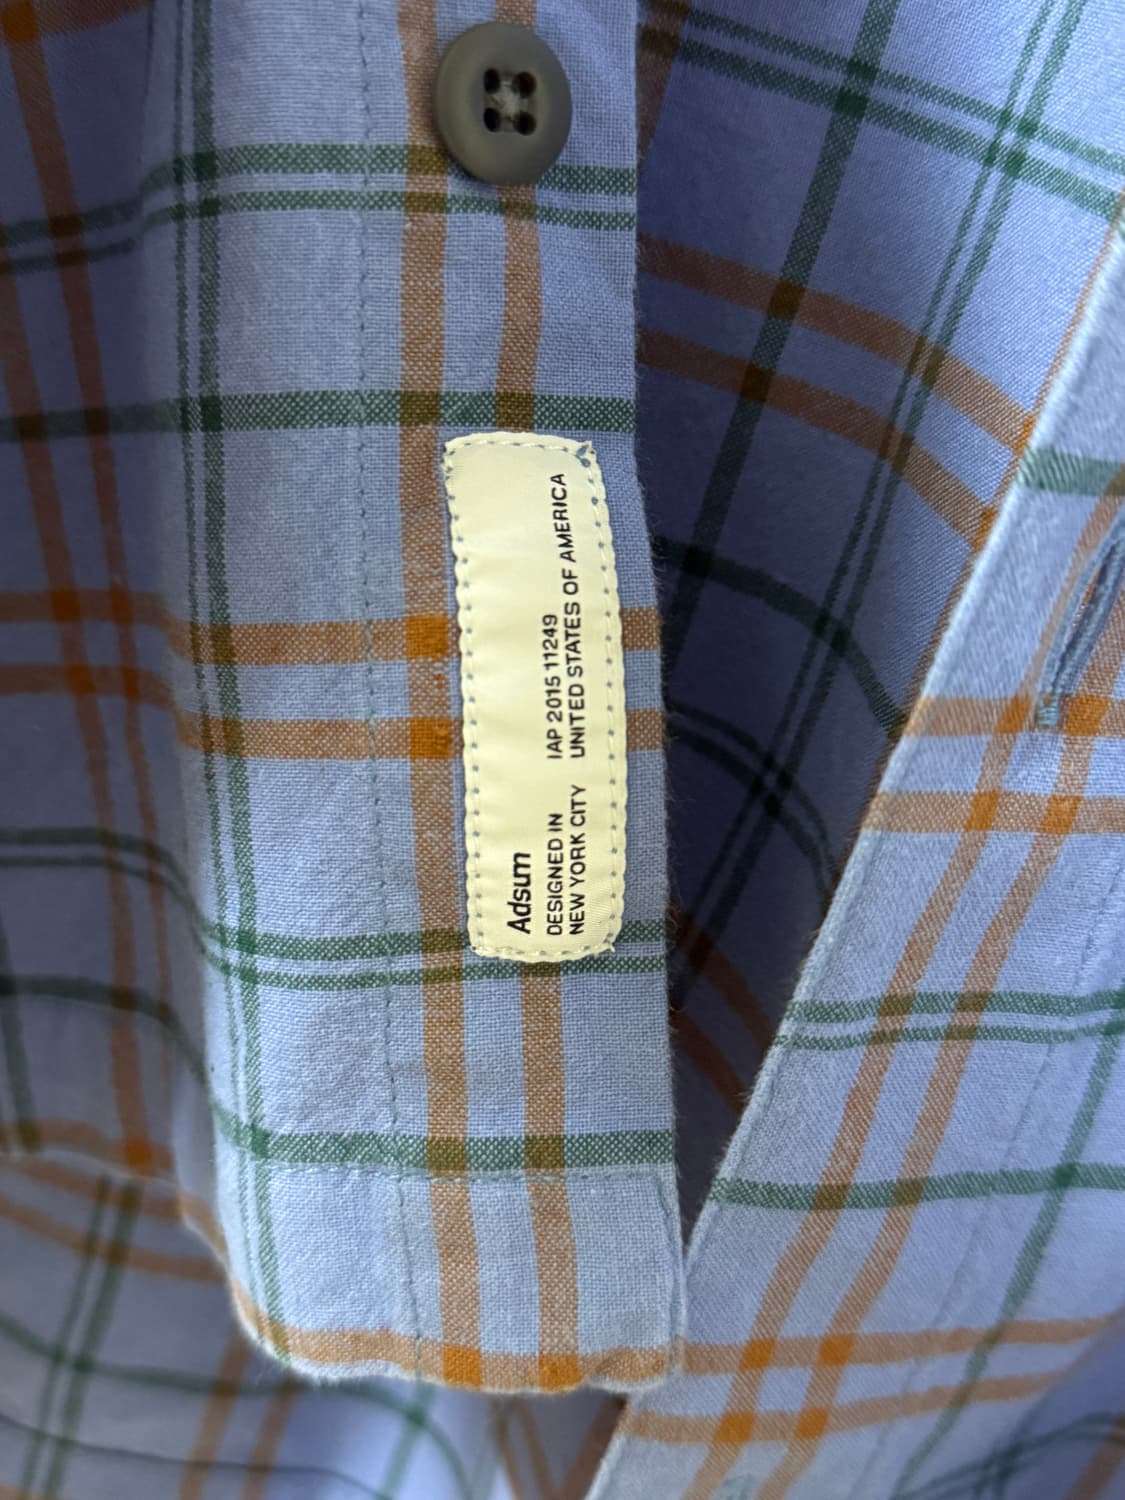 Adsum
DESIGNED IN IAP 2015 11249
NEW YORK CITY UNITED STATES OF AMERICA